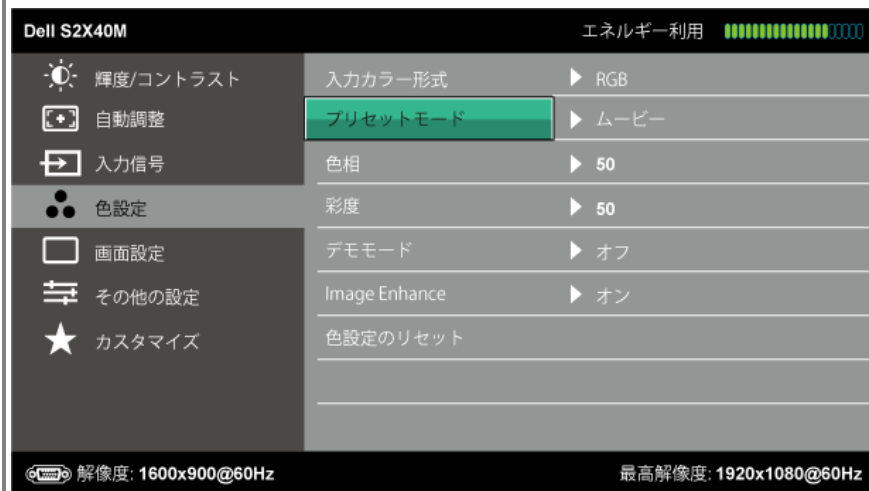 Dell S2X40M エネルギー利用
輝度/コントラスト 入力カラー形式 RGB
自動調整 プリセットモード ムービー
入力信号 色相 50
色設定 彩度 50
画面設定 デモモード オフ
その他の設定 Image Enhance オン
カスタマイズ 色設定のリセット
解像度: 1600x900@60Hz 最高解像度: 1920x1080@60Hz